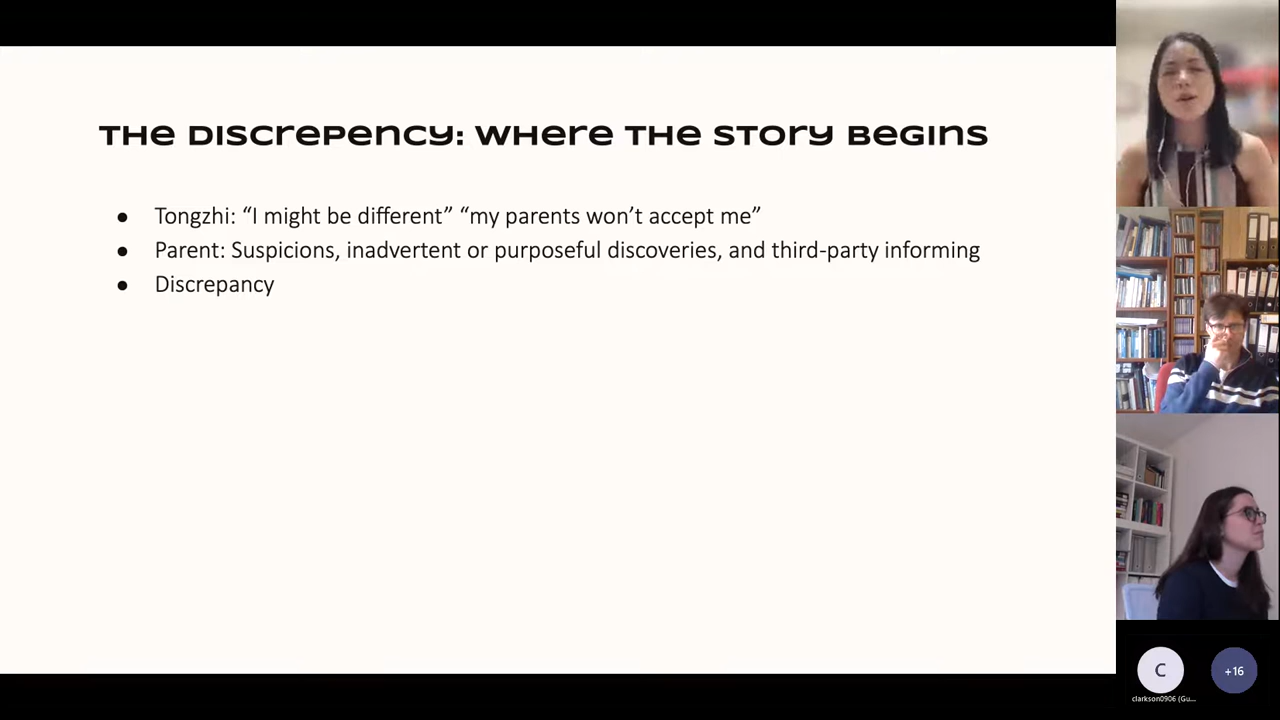 The Discrepency: Where the Story Begins
● Tongzhi: “I might be different” “my parents won’t accept me”
● Parent: Suspicions, inadvertent or purposeful discoveries, and third-party informing
● Discrepancy
C
+16
clarkson0906 (Gu...